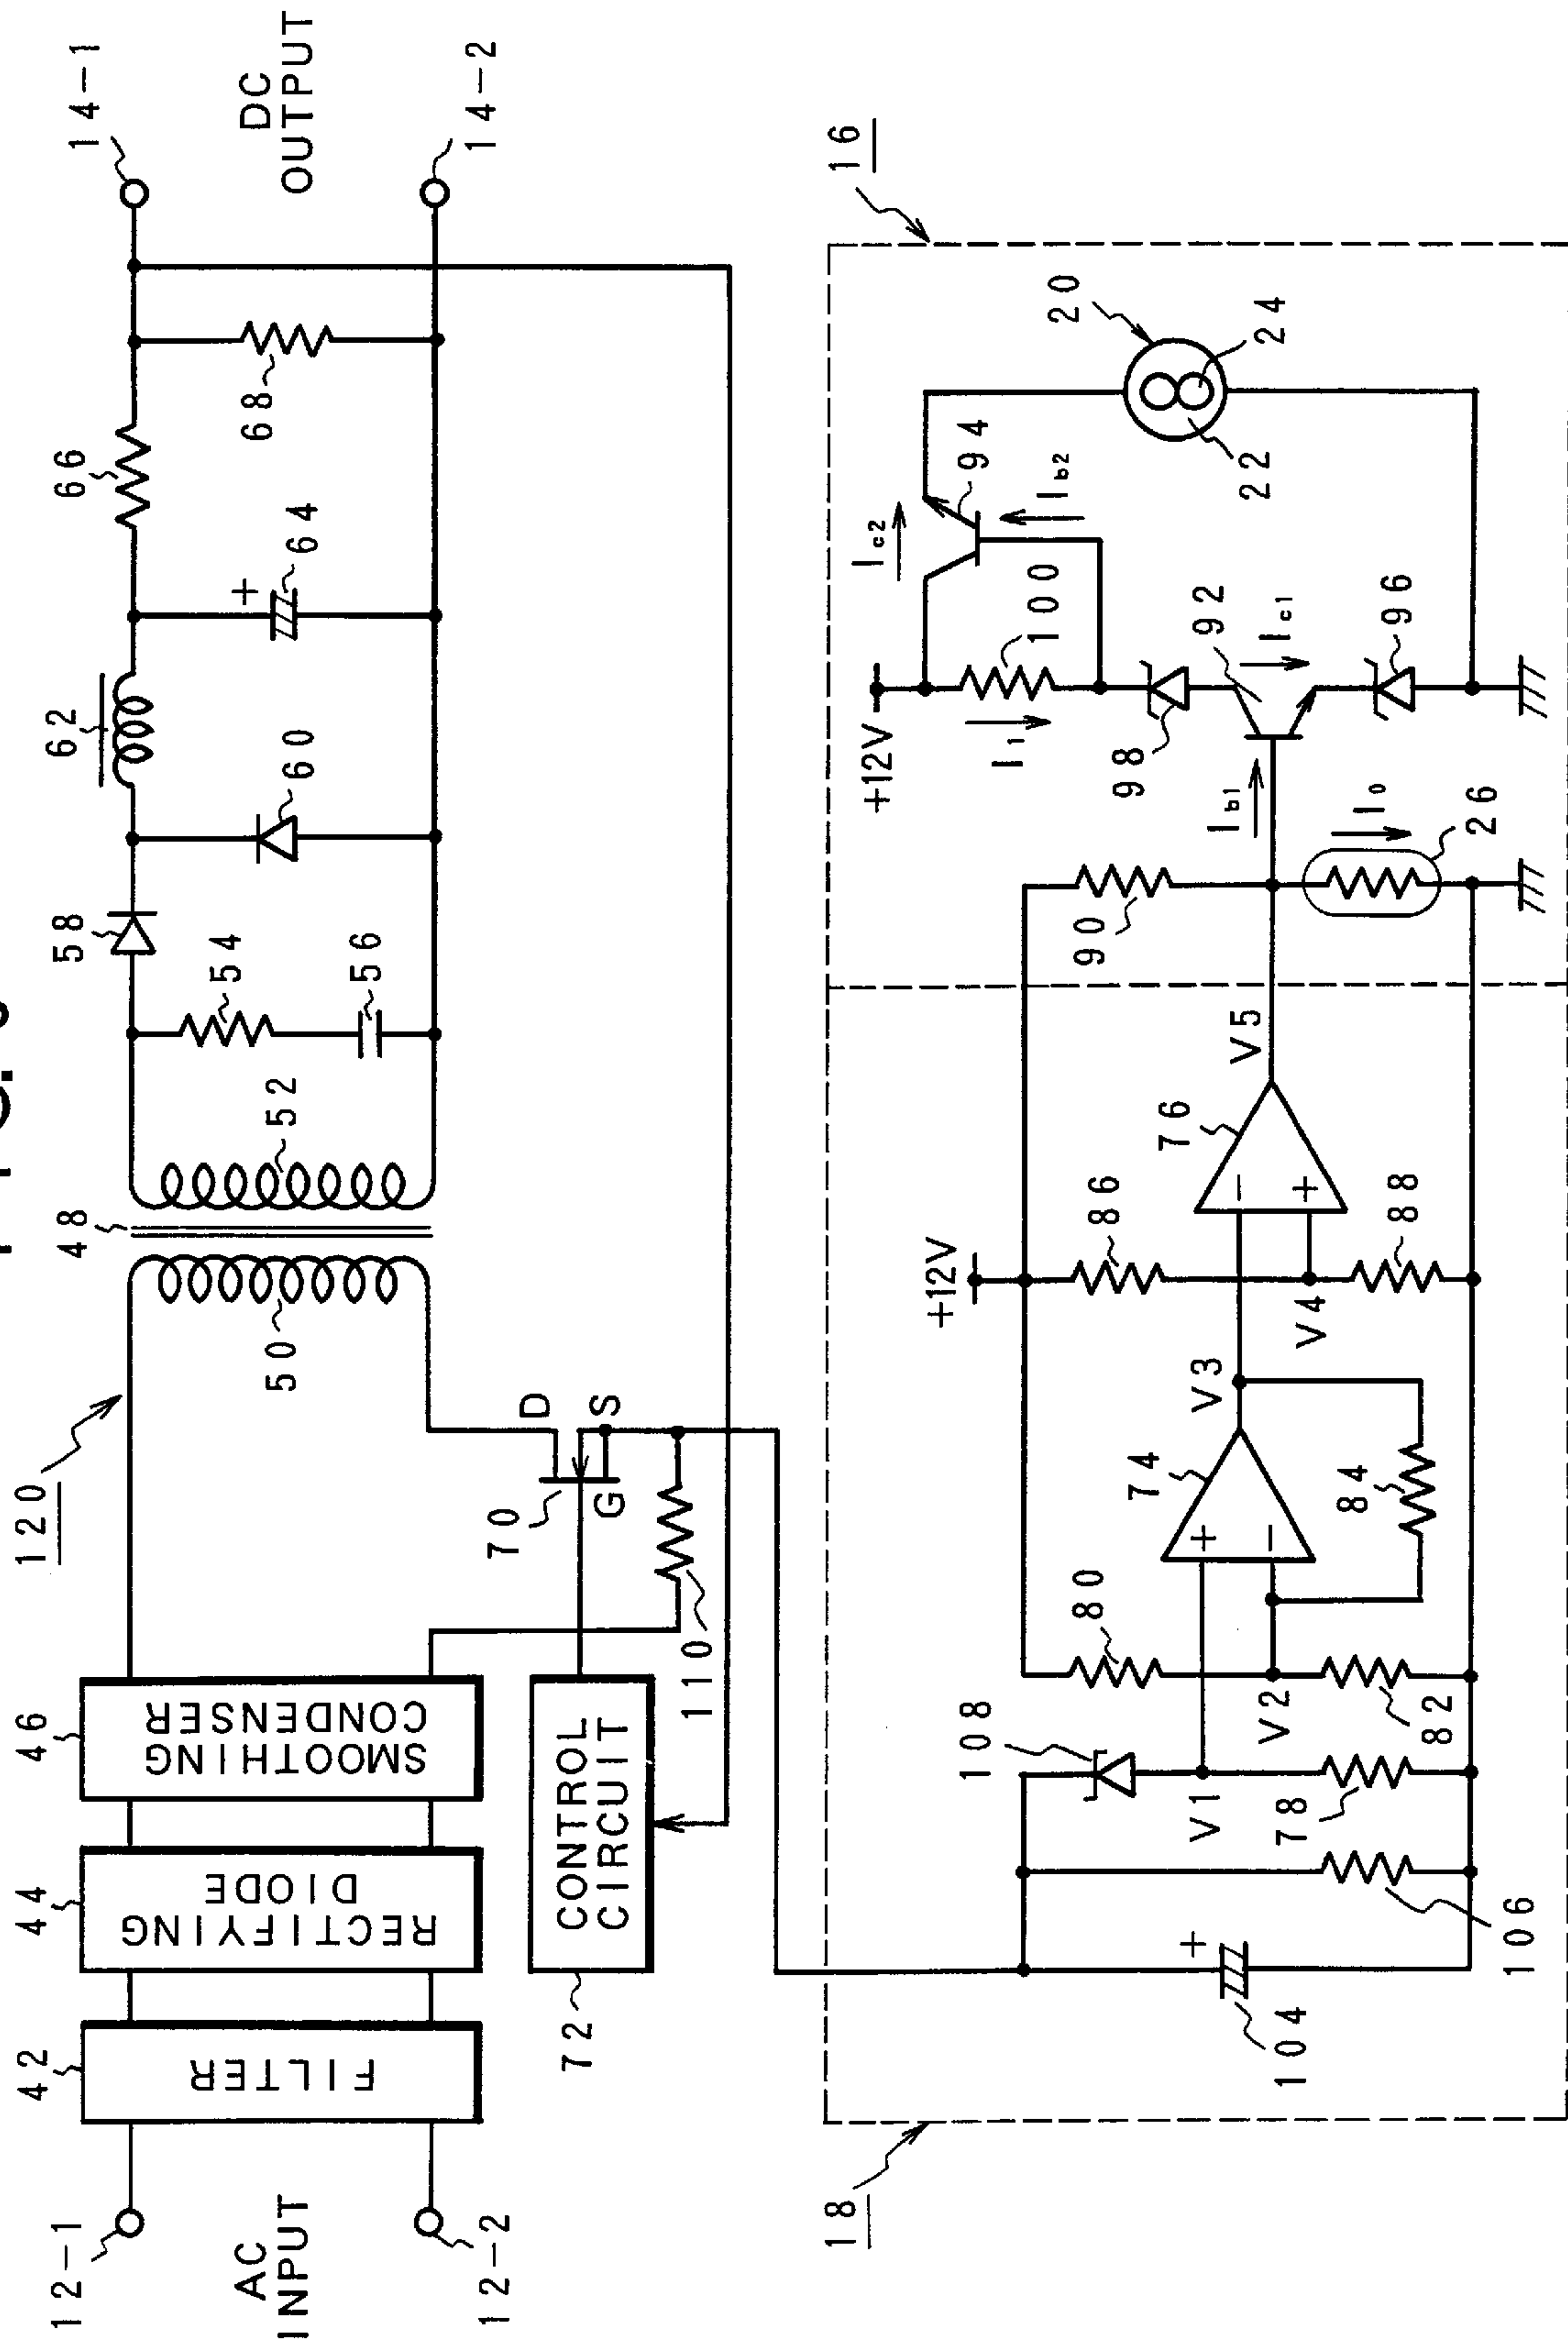 120
48
12-1
42
44
46
50
52
58
54
56
62
60
66
64
+
68
14-1
AC
INPUT
FILTER
RECTIFYING
DIODE
SMOOTHING
CONDENSER
DC
OUTPUT
12-2
14-2
72
CONTROL
CIRCUIT
70
D
G
S
110
18
16
+12V
+12V
104
+
106
108
V1
78
80
V2
82
74
+
−
84
V3
86
V4
88
76
−
+
V5
90
Ib1
I0
26
I1
100
98
92
Ic1
96
Ic2
94
Ib2
20
22
24